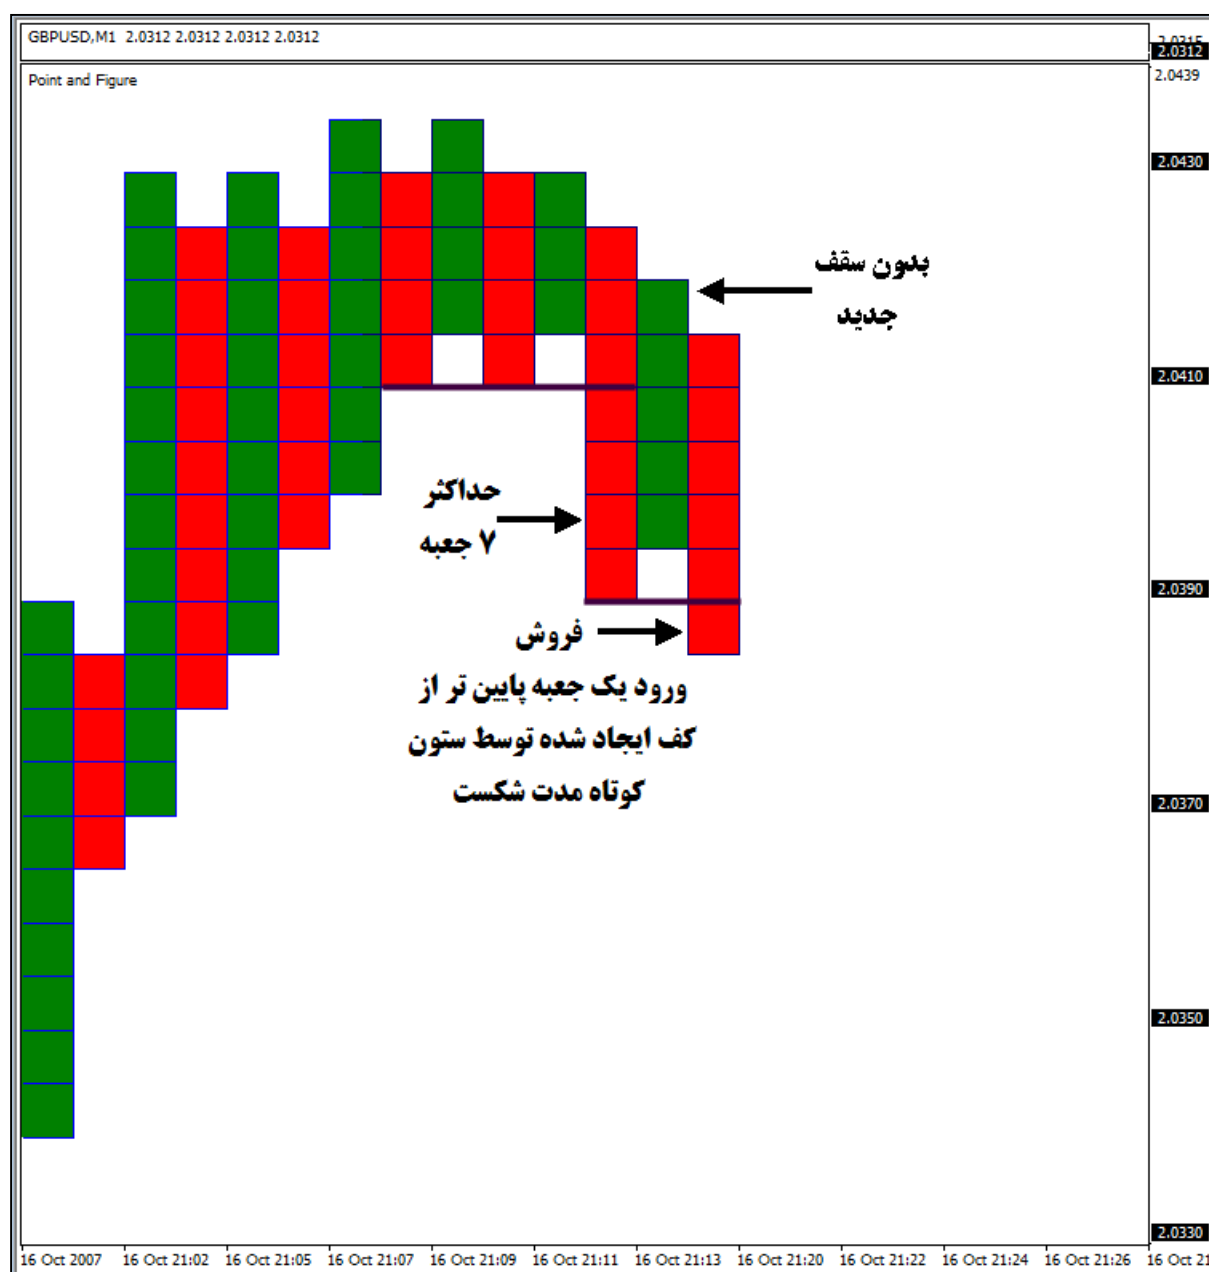 GBPUSD,M1 2.0312 2.0312 2.0312 2.0312
2.0312
Point and Figure
2.0439
2.0430
بدون سقف
جدید
2.0410
حداکثر
۷ جعبه
2.0390
فروش
ورود یک جعبه پایین تر از
کف ایجاد شده توسط ستون
کوتاه مدت شکست
2.0370
2.0350
2.0330
16 Oct 2007 16 Oct 21:02 16 Oct 21:05 16 Oct 21:07 16 Oct 21:09 16 Oct 21:11 16 Oct 21:13 16 Oct 21:20 16 Oct 21:22 16 Oct 21:24 16 Oct 21:26 16 Oct